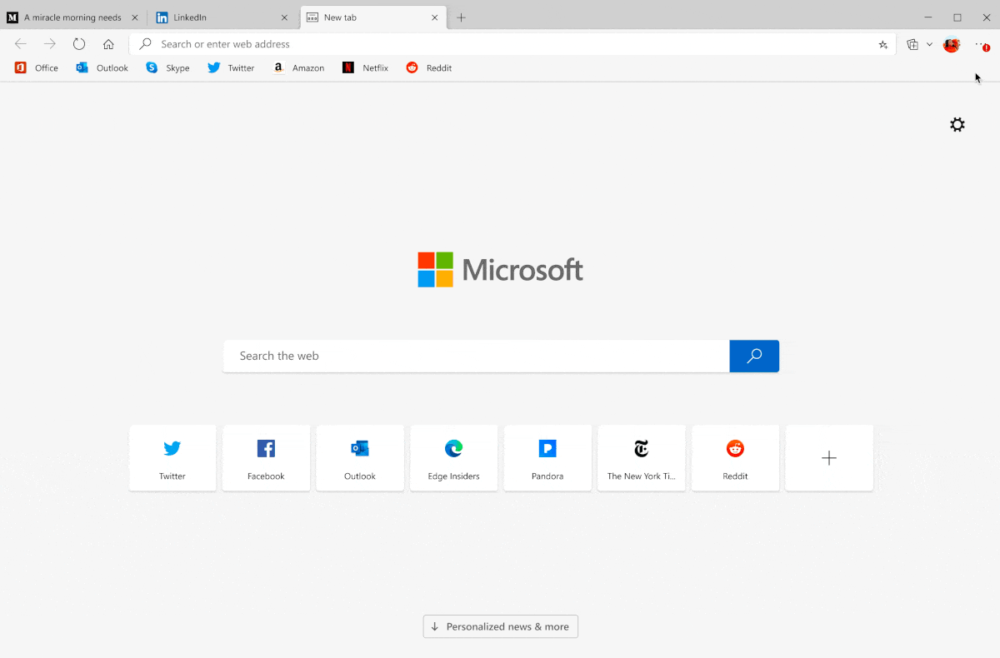 A miracle morning needs
LinkedIn
New tab
Search or enter web address
Office
Outlook
Skype
Twitter
Amazon
Netflix
Reddit
Microsoft
Search the web
Twitter
Facebook
Outlook
Edge Insiders
Pandora
The New York Ti...
Reddit
Personalized news & more